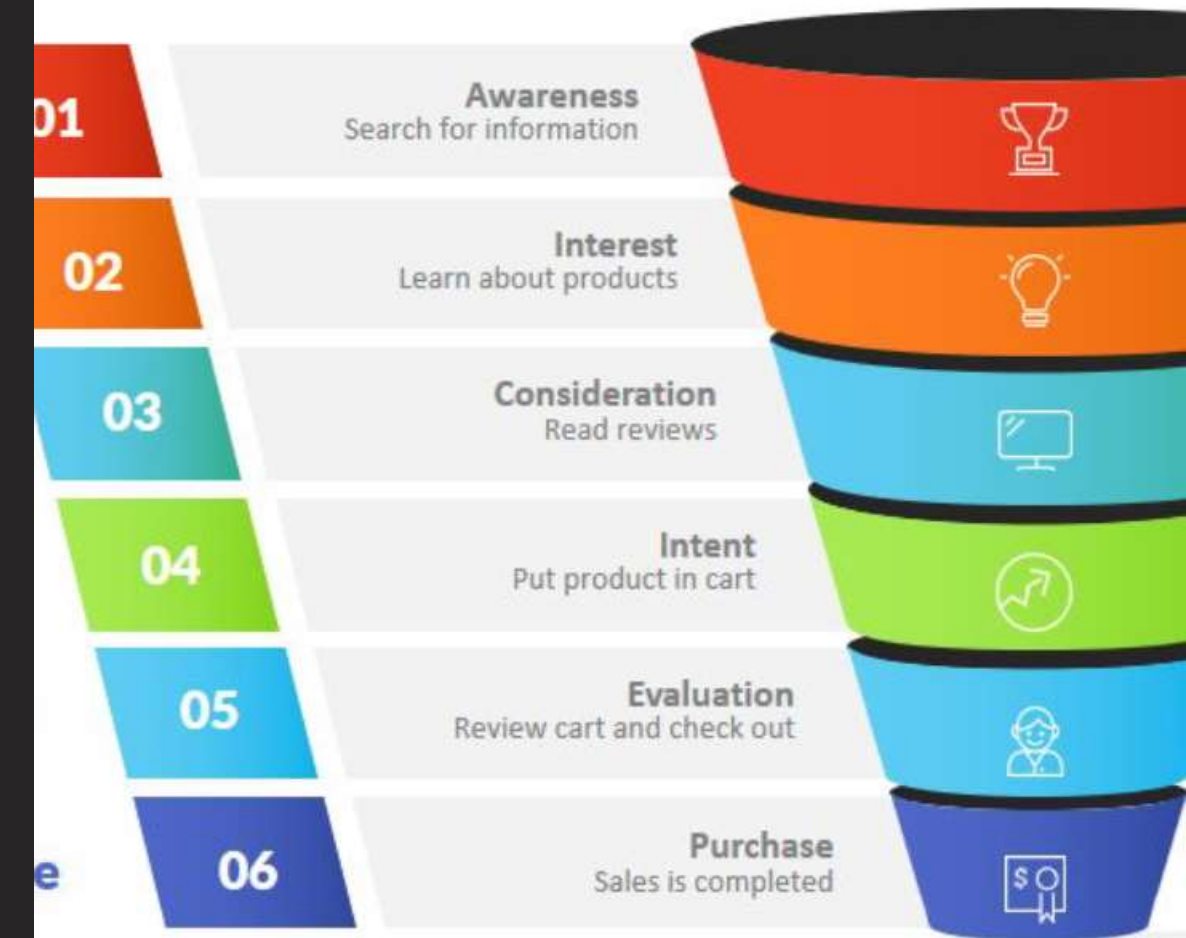 01
Awareness
Search for information
02
Interest
Learn about products
03
Consideration
Read reviews
04
Intent
Put product in cart
05
Evaluation
Review cart and check out
e
06
Purchase
Sales is completed
$